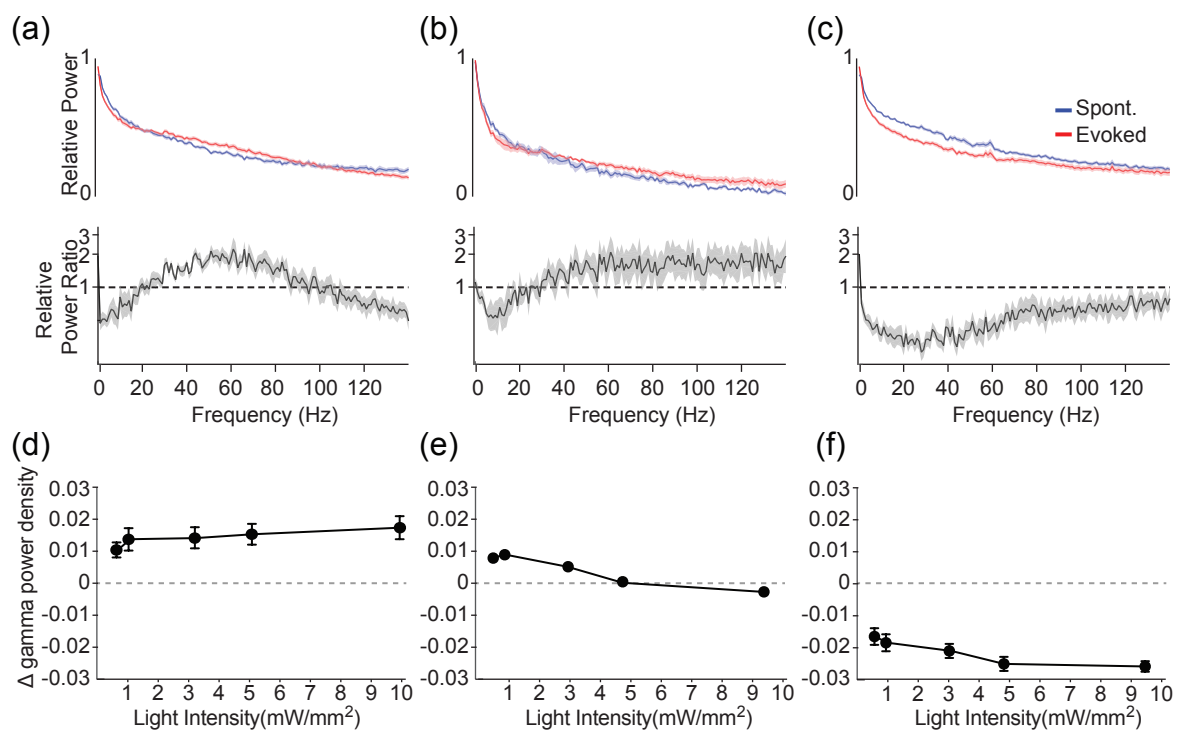 (a)
(b)
(c)
Relative Power
1
0
1
0
1
0
Spont.
Evoked
Relative
Power Ratio
3
2
1
3
2
1
3
2
1
0 20 40 60 80 100 120
0 20 40 60 80 100 120
0 20 40 60 80 100 120
Frequency (Hz)
Frequency (Hz)
Frequency (Hz)
(d)
(e)
(f)
Δ gamma power density
0.03
0.02
0.01
0
-0.01
-0.02
-0.03
0.03
0.02
0.01
0
-0.01
-0.02
-0.03
0.03
0.02
0.01
0
-0.01
-0.02
-0.03
1 2 3 4 5 6 7 8 9 10
1 2 3 4 5 6 7 8 9 10
1 2 3 4 5 6 7 8 9 10
Light Intensity(mW/mm²)
Light Intensity(mW/mm²)
Light Intensity(mW/mm²)